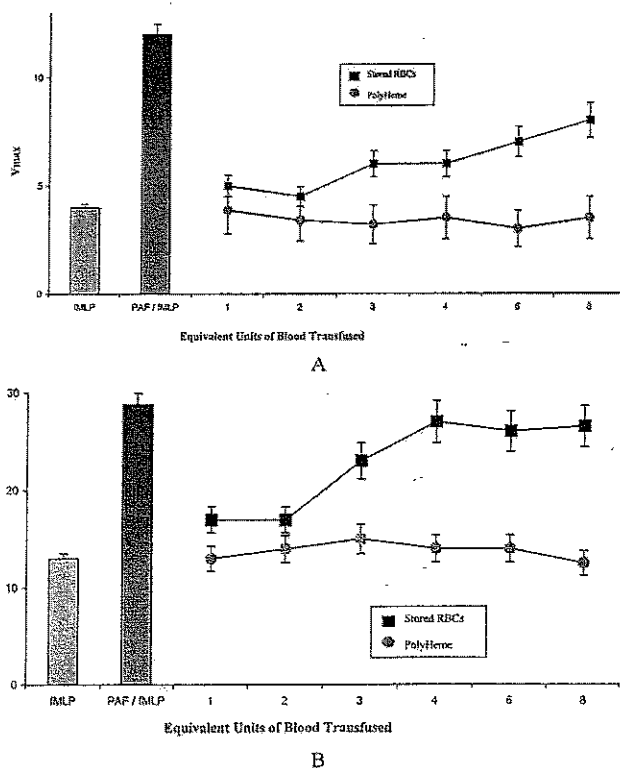 Vmax
10
5
0
Stored RBCs
PolyHeme
fMLP
PAF / fMLP
1
2
3
4
6
8
Equivalent Units of Blood Transfused
A
30
20
10
0
Stored RBCs
PolyHeme
fMLP
PAF / fMLP
1
2
3
4
6
8
Equivalent Units of Blood Transfused
B